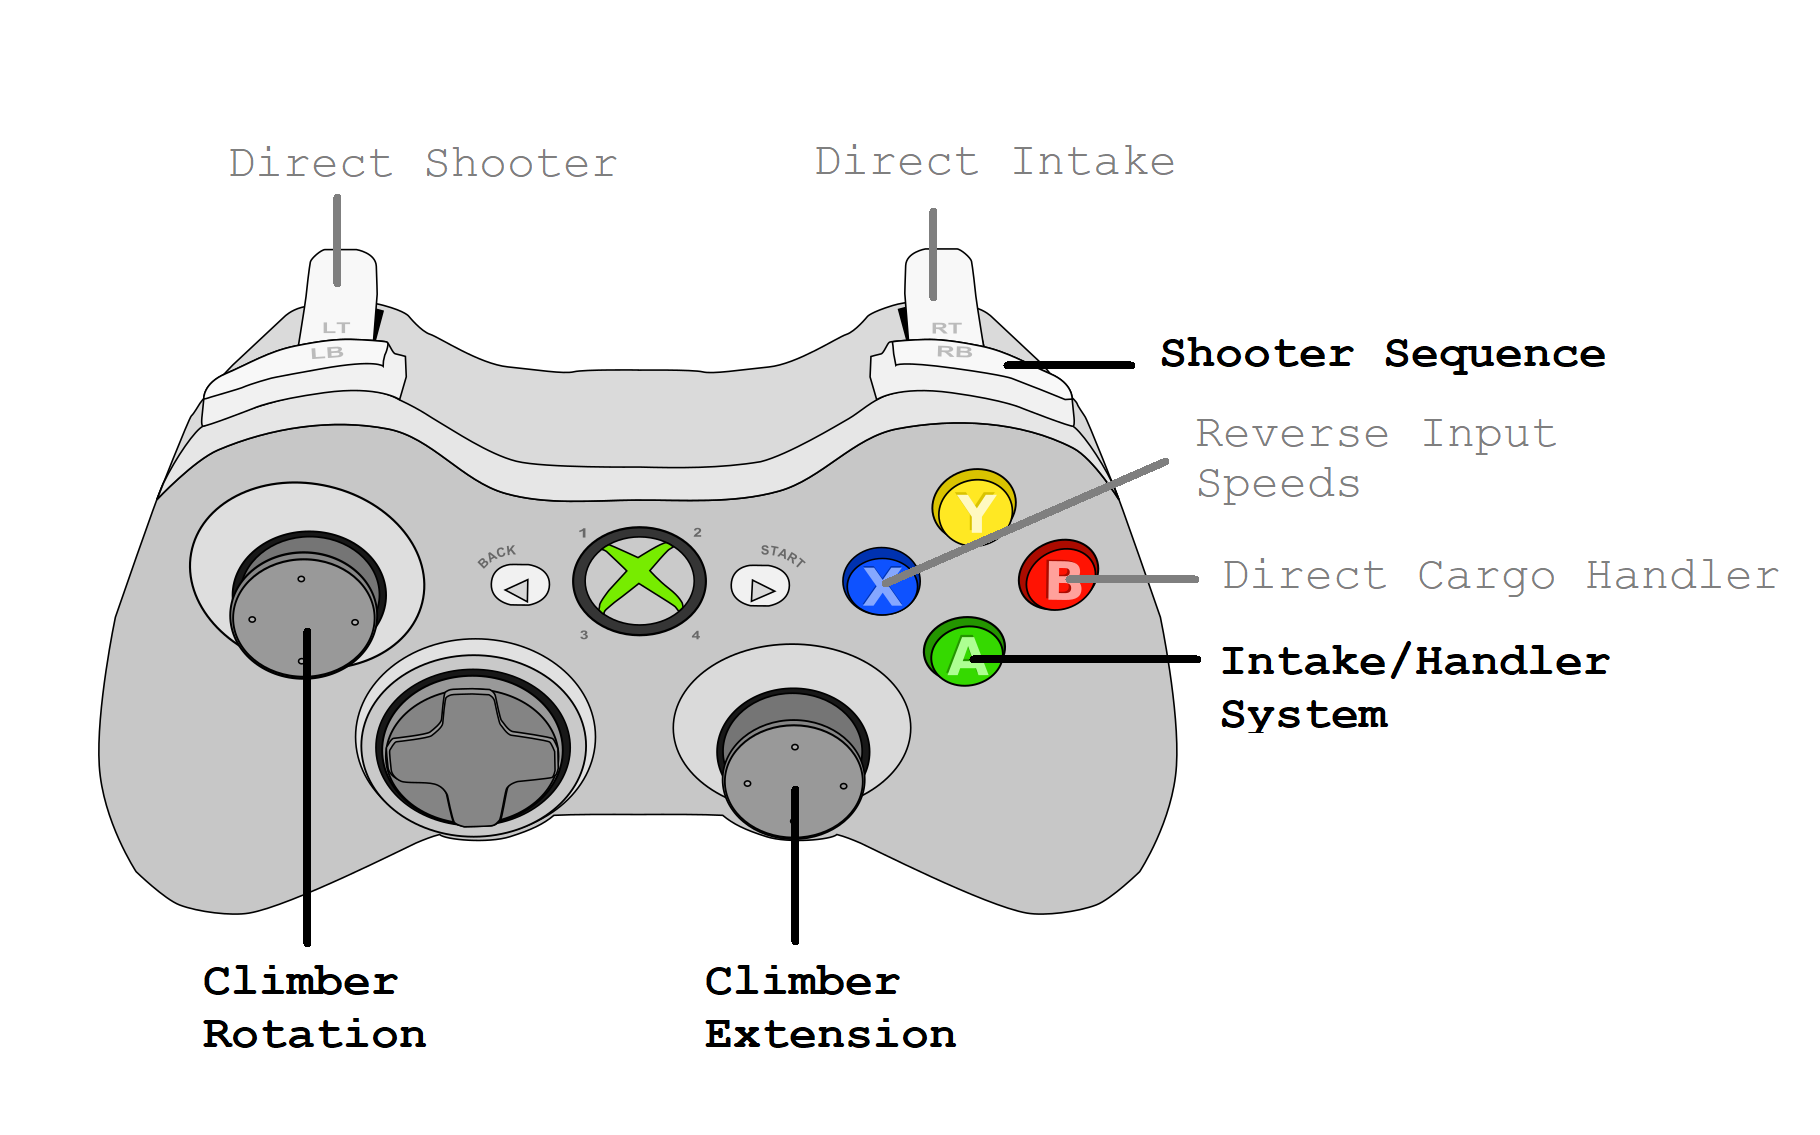 Direct Shooter
Direct Intake
LT
LB
RT
RB
Shooter Sequence
Reverse Input
Speeds
Y
X
B
A
BACK
START
1
2
3
4
Direct Cargo Handler
Intake/Handler
System
Climber
Rotation
Climber
Extension